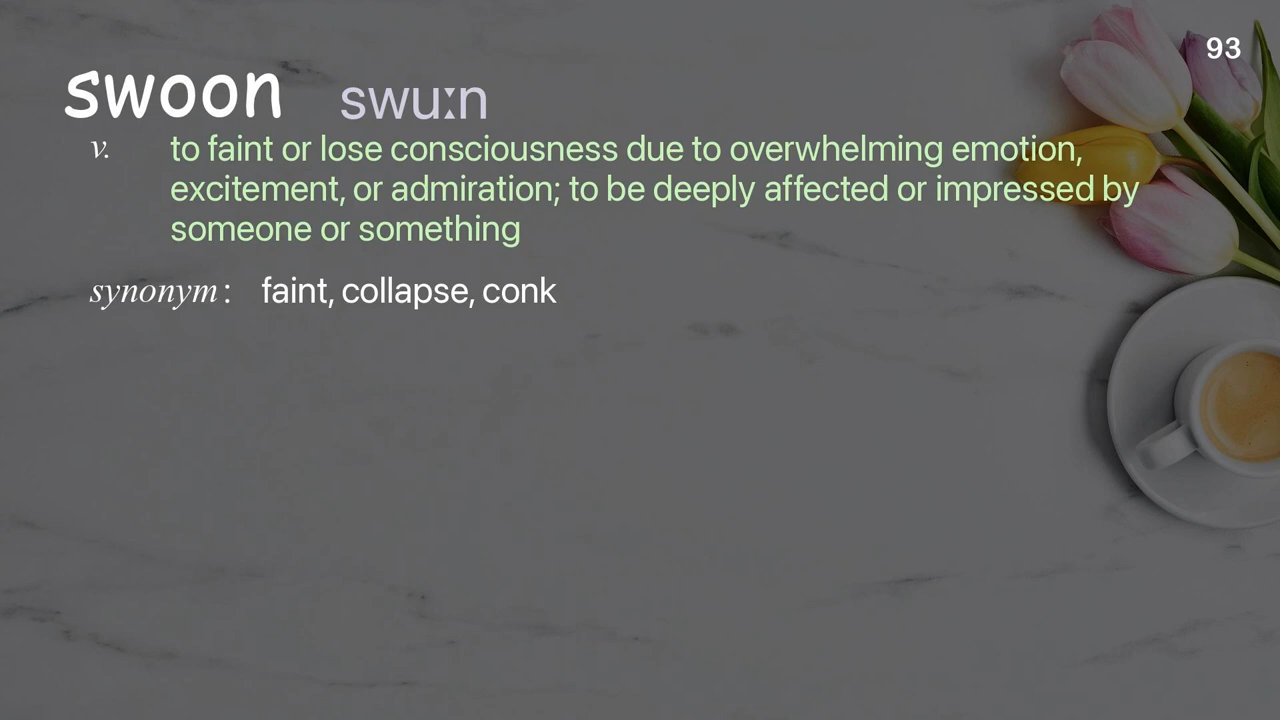 93
swoon swuːn
v. to faint or lose consciousness due to overwhelming emotion,
excitement, or admiration; to be deeply affected or impressed by
someone or something
synonym : faint, collapse, conk